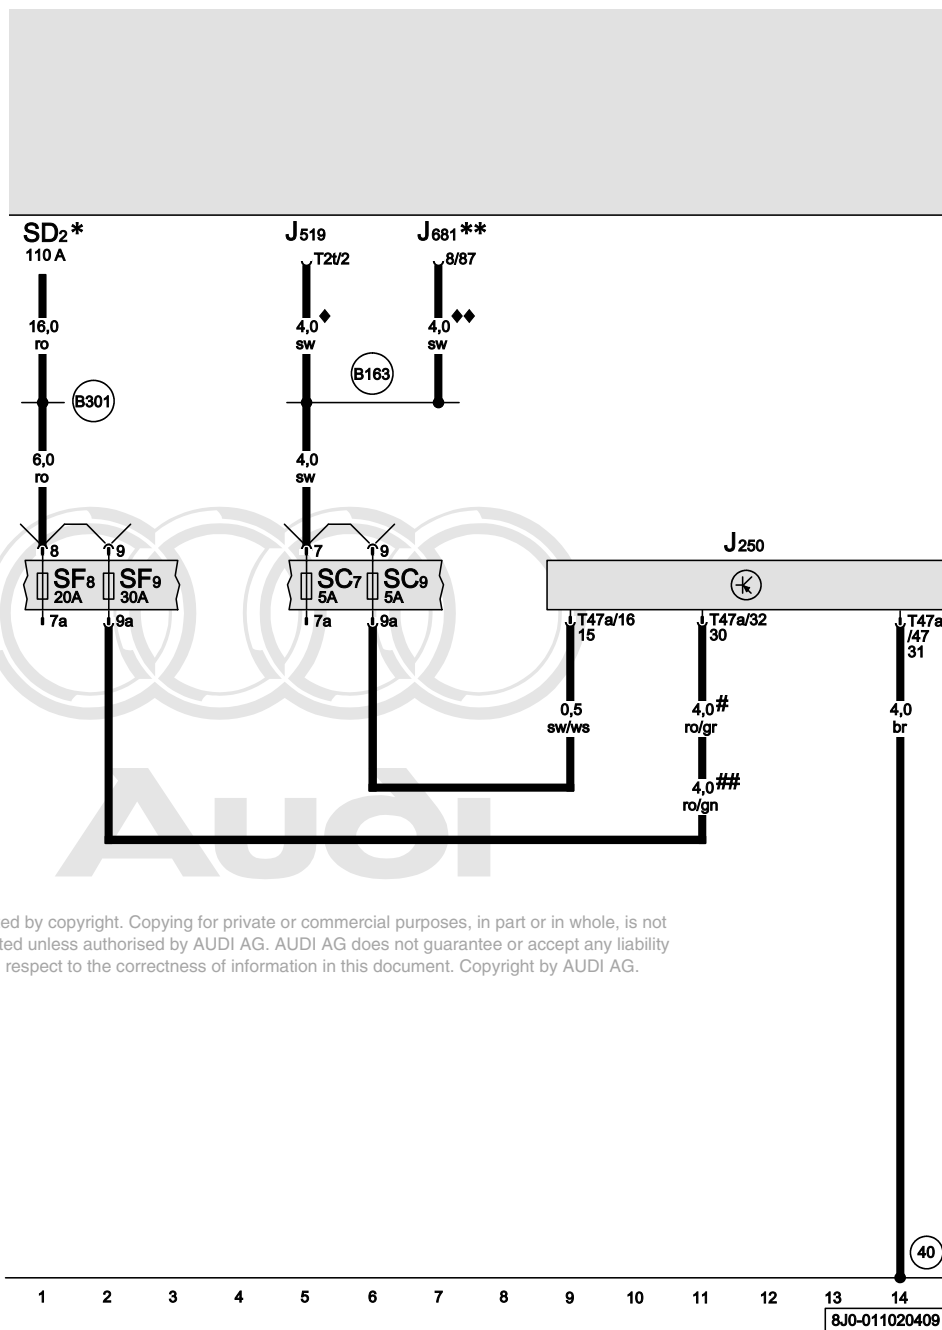 SD2* J519 J681**
110 A T2t/2 8/87
16,0 4,0♦ 4,0♦♦
ro sw sw
B301 B163
6,0 4,0
ro sw
J250
8 9 7 9
SF8 SF9 SC7 SC9
20A 30A 5A 5A
7a 9a 7a 9a
T47a/16 T47a/32 T47a
15 30 /47
31
0,5 4,0# 4,0
sw/ws ro/gr br
4,0##
ro/gn
Audi
ed by copyright. Copying for private or commercial purposes, in part or in whole, is not
ted unless authorised by AUDI AG. AUDI AG does not guarantee or accept any liability
respect to the correctness of information in this document. Copyright by AUDI AG.
40
1 2 3 4 5 6 7 8 9 10 11 12 13 14
8J0-011020409